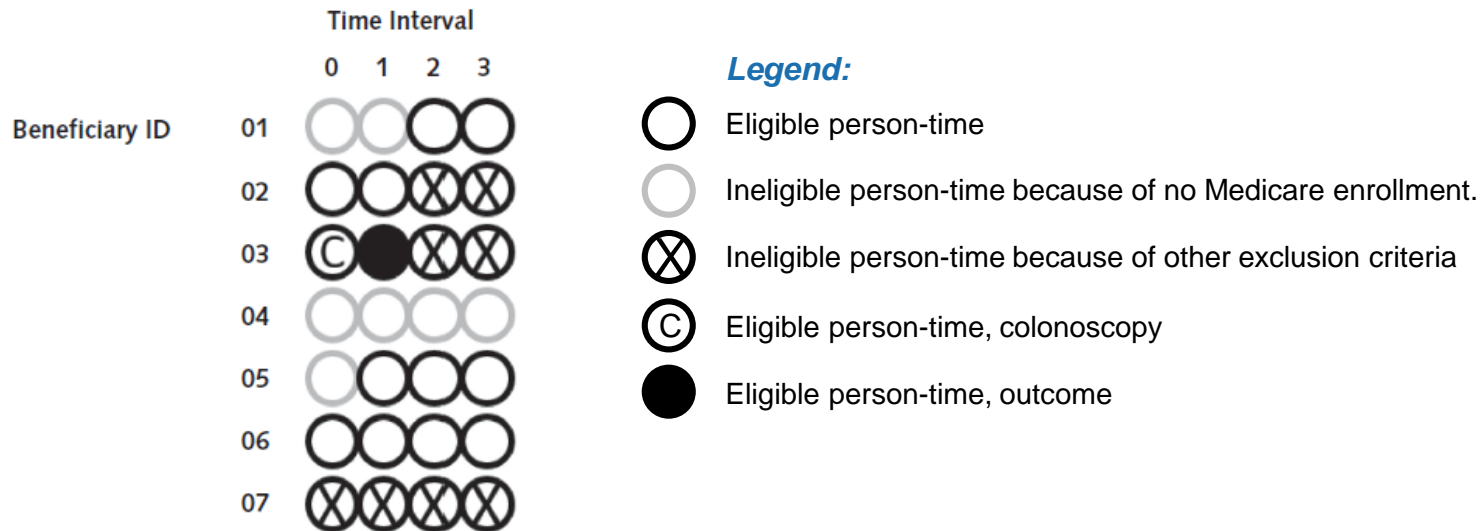 Time Interval
0 1 2 3
Legend:
Beneficiary ID 01
Eligible person-time
02 X X
Ineligible person-time because of no Medicare enrollment.
03 C X X
X Ineligible person-time because of other exclusion criteria
04
C Eligible person-time, colonoscopy
05
Eligible person-time, outcome
06
07 X X X X